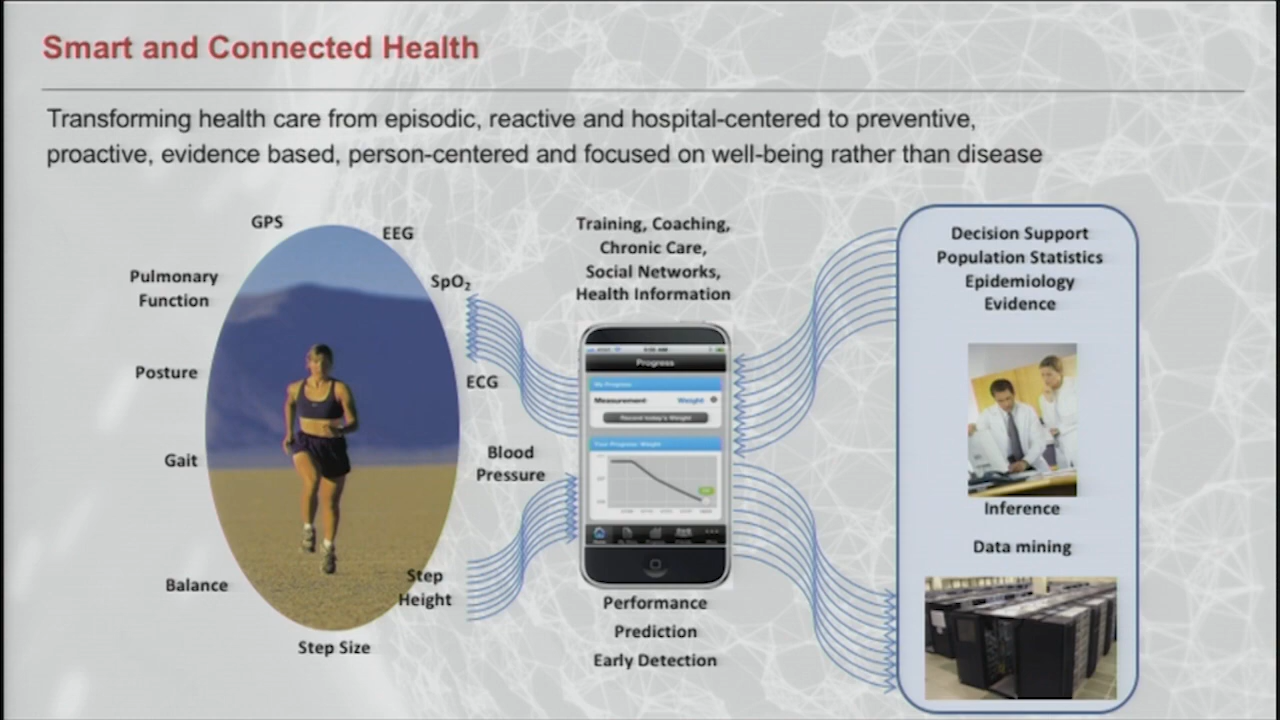 Smart and Connected Health
Transforming health care from episodic, reactive and hospital-centered to preventive,
proactive, evidence based, person-centered and focused on well-being rather than disease
GPS
EEG
Pulmonary
Function
SpO₂
Posture
ECG
Gait
Blood
Pressure
Balance
Step
Height
Step Size
Training, Coaching,
Chronic Care,
Social Networks,
Health Information
Progress
My Progress
Measurement
Weight
Record today's Weight
Your Progress: Weight
Performance
Prediction
Early Detection
Decision Support
Population Statistics
Epidemiology
Evidence
Inference
Data mining